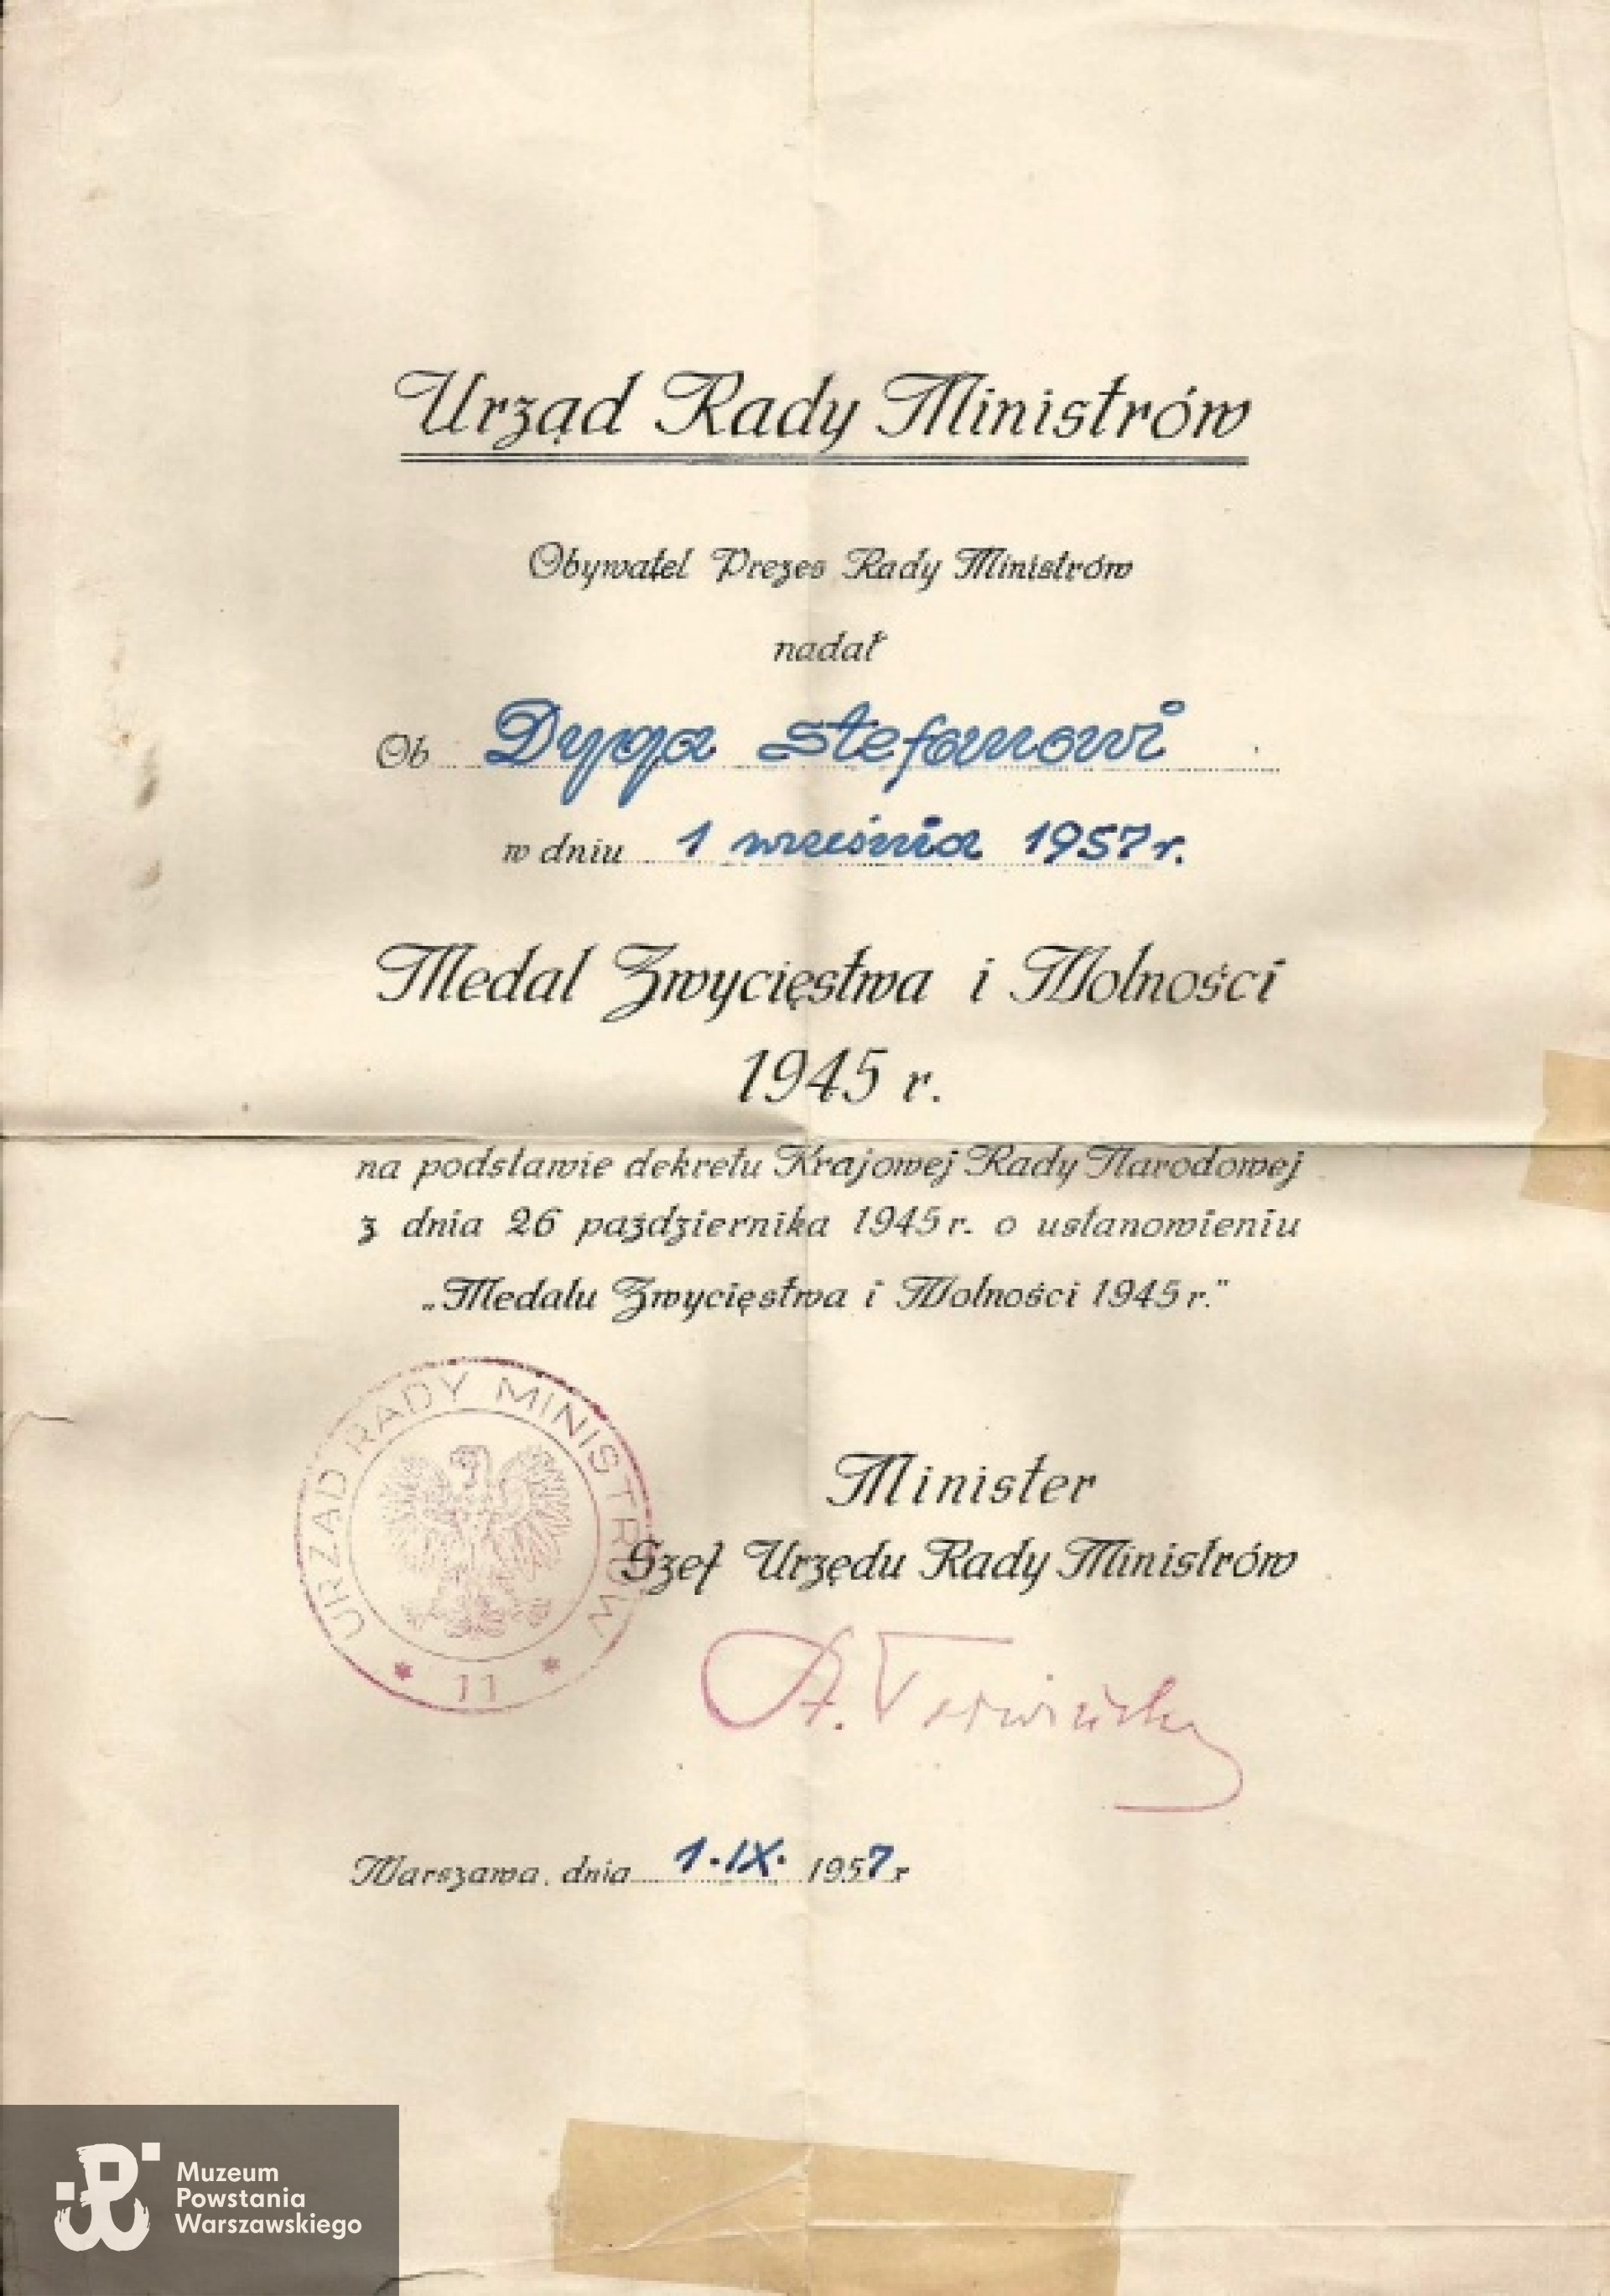 Urząd Rady Ministrów
Obywatel Prezes Rady Ministrów
nadał
Ob. Dyga Stefanowi
w dniu 1 września 1957 r.
Medal Zwycięstwa i Wolności
1945 r.
na podstawie dekretu Krajowej Rady Narodowej
z dnia 26 października 1945 r. o ustanowieniu
„Medalu Zwycięstwa i Wolności 1945 r.”
URZĄD RADY MINISTRÓW
* 11 *
Minister
Szef Urzędu Rady Ministrów
A.
Warszawa, dnia 1.IX. 1957 r
Muzeum
Powstania
Warszawskiego